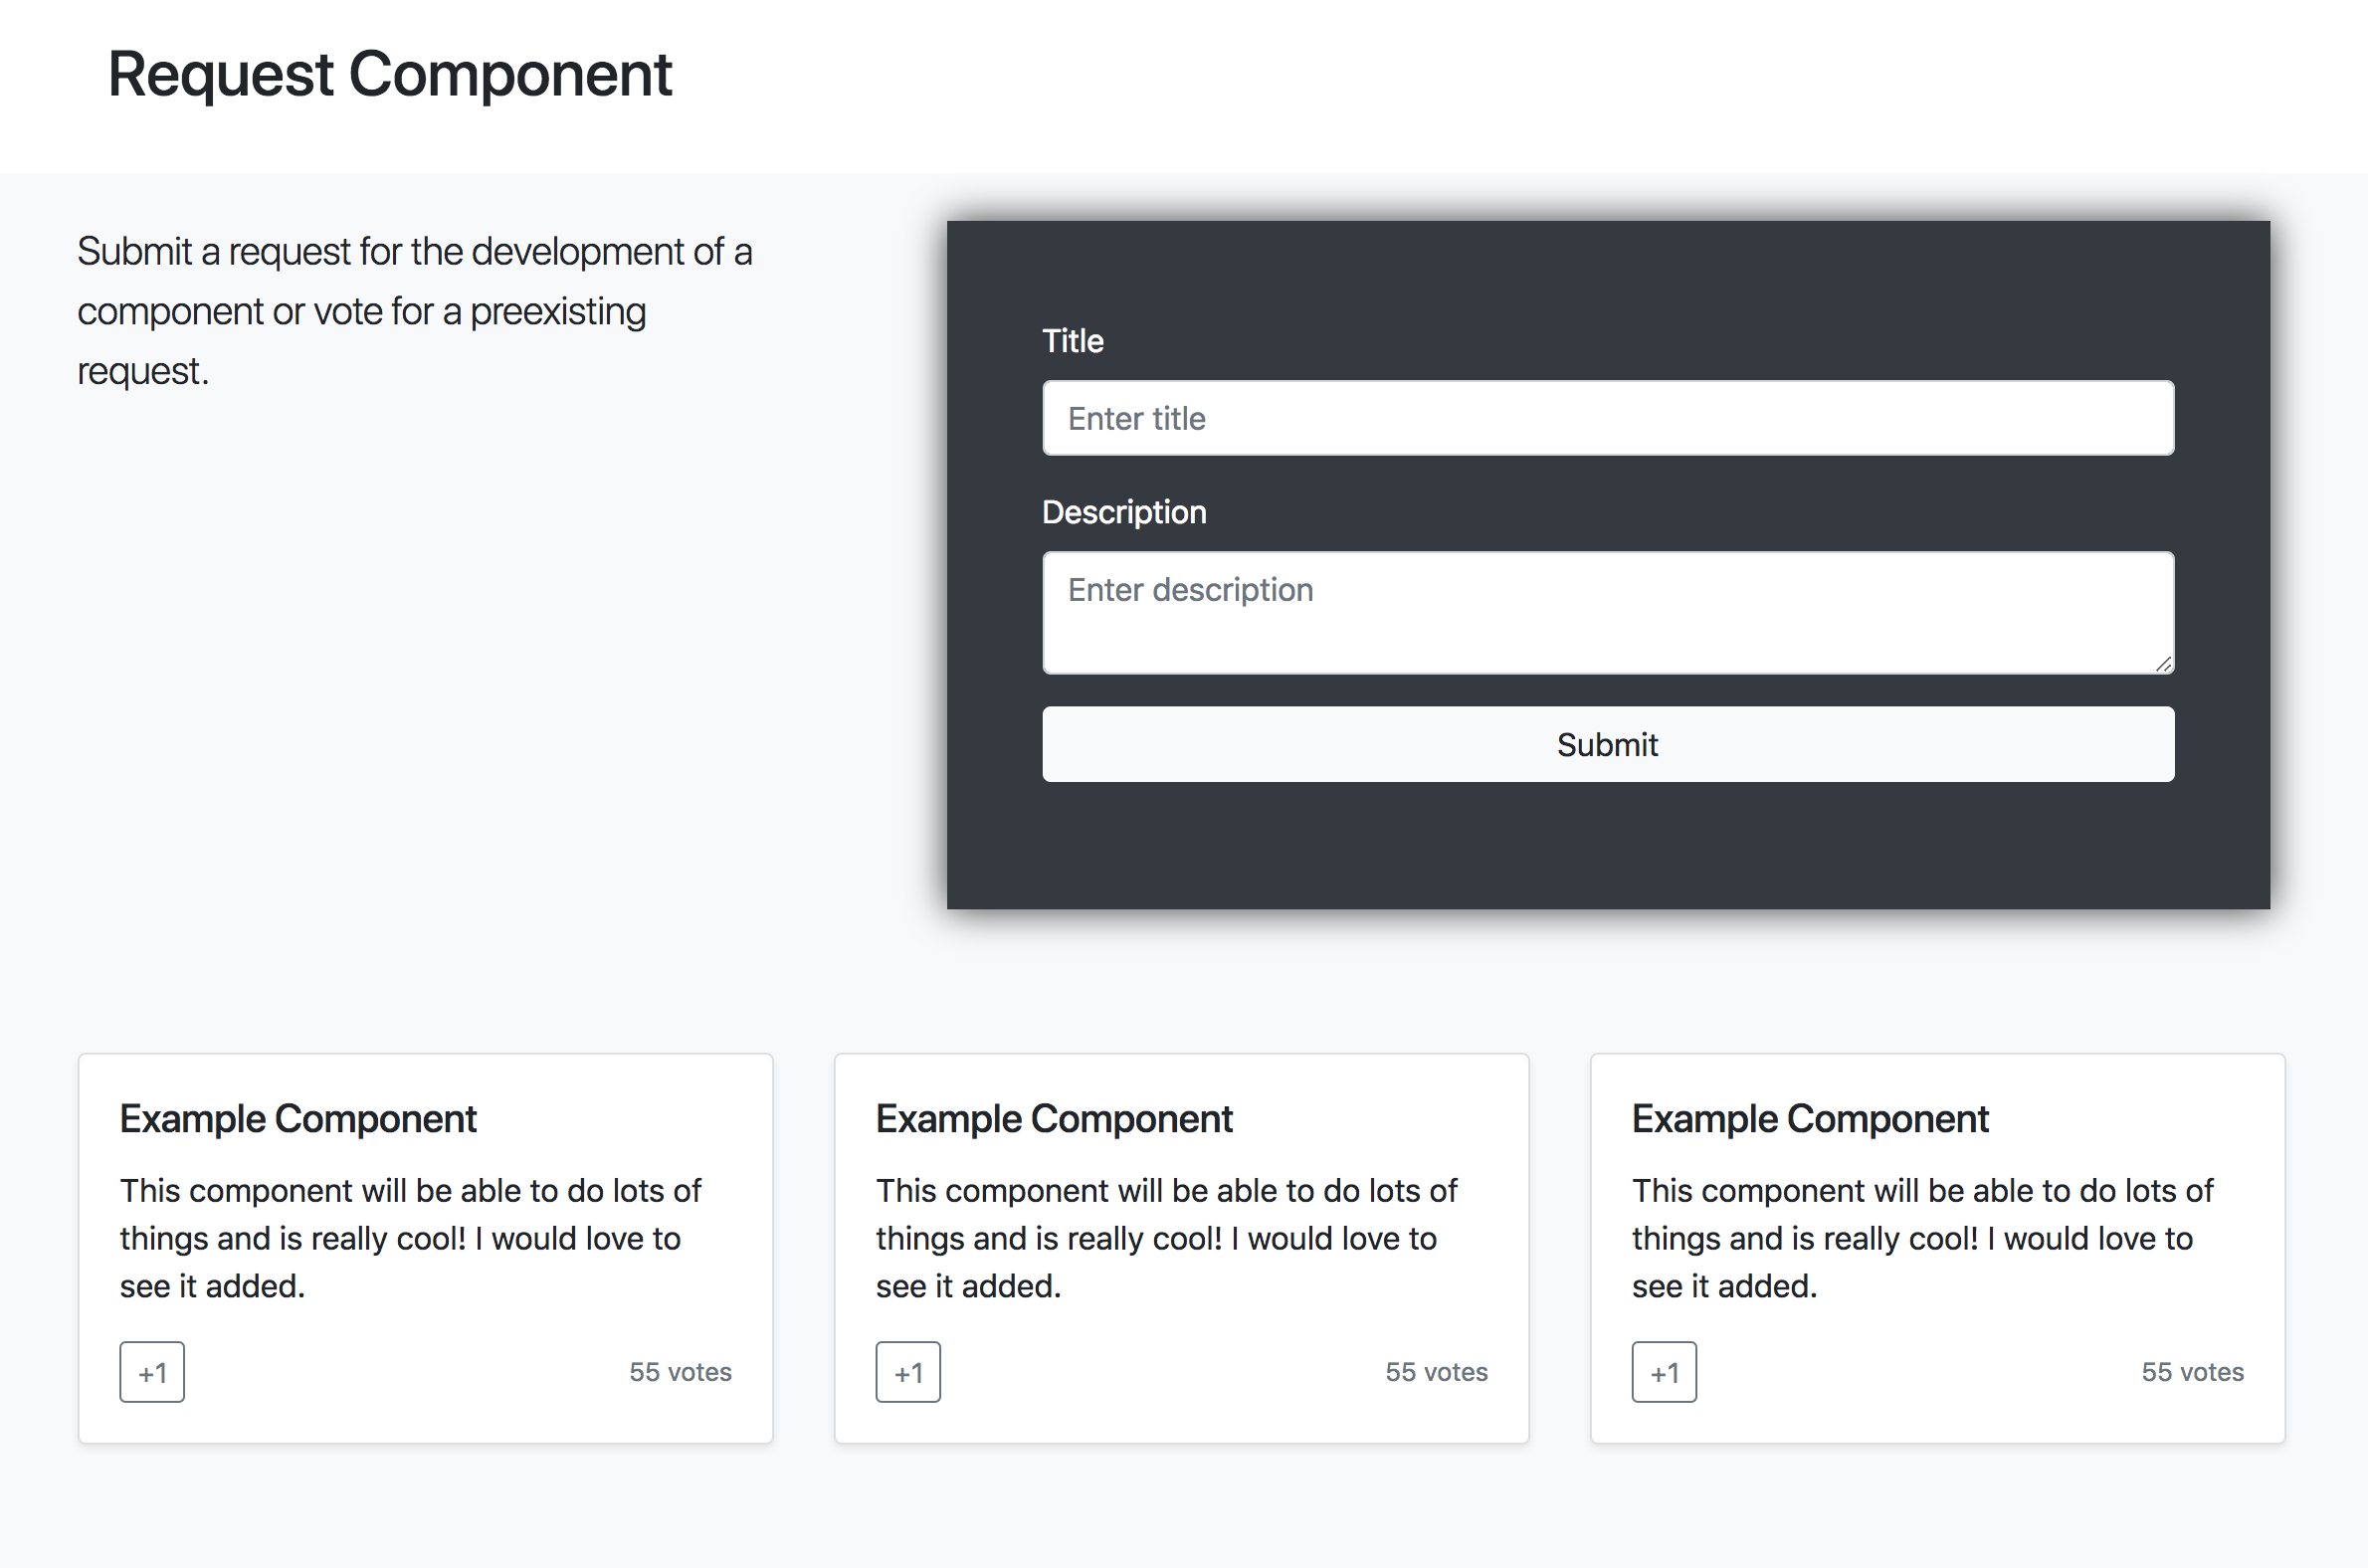 Request Component
Submit a request for the development of a
component or vote for a preexisting
request.
Title
Enter title
Description
Enter description
Submit
Example Component
This component will be able to do lots of
things and is really cool! I would love to
see it added.
+1
55 votes
Example Component
This component will be able to do lots of
things and is really cool! I would love to
see it added.
+1
55 votes
Example Component
This component will be able to do lots of
things and is really cool! I would love to
see it added.
+1
55 votes